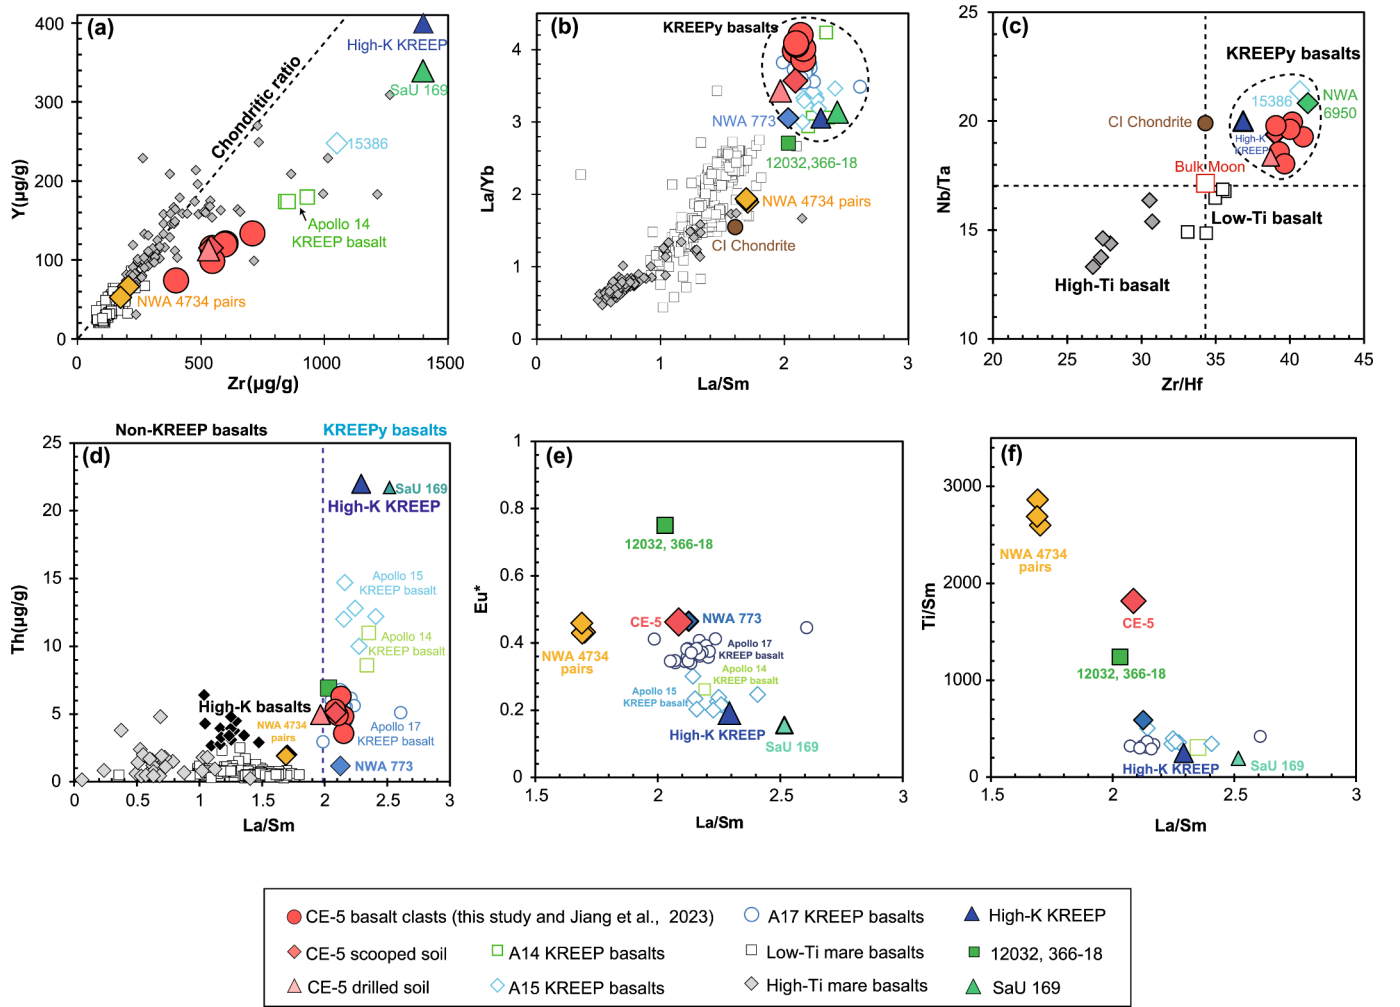 (a)
400
300
200
100
0
Y(μg/g)
0
500
1000
1500
Zr(μg/g)
Chondritic ratio
High-K KREEP
SaU 169
15386
Apollo 14
KREEP basalt
NWA 4734 pairs
(b)
4
3
2
1
0
La/Yb
0
1
2
3
La/Sm
KREEPy basalts
NWA 773
12032,366-18
NWA 4734 pairs
CI Chondrite
(c)
25
20
15
10
Nb/Ta
20
25
30
35
40
45
Zr/Hf
KREEPy basalts
15386
NWA
6950
CI Chondrite
High-K
KREEP
Bulk Moon
Low-Ti basalt
High-Ti basalt
Non-KREEP basalts
KREEPy basalts
(d)
25
20
15
10
5
0
Th(μg/g)
0
0.5
1
1.5
2
2.5
3
La/Sm
SaU 169
High-K KREEP
Apollo 15
KREEP basalt
Apollo 14
KREEP basalt
High-K basalts
NWA 4734
pairs
Apollo 17
KREEP basalt
NWA 773
(e)
1
0.8
0.6
0.4
0.2
0
Eu*
1.5
2
2.5
3
La/Sm
12032, 366-18
CE-5
NWA 773
NWA 4734
pairs
Apollo 17
KREEP basalt
Apollo 14
KREEP basalt
Apollo 15
KREEP basalt
High-K KREEP
SaU 169
(f)
3000
2000
1000
0
Ti/Sm
1.5
2
2.5
3
La/Sm
NWA 4734
pairs
CE-5
12032, 366-18
High-K KREEP
SaU 169
CE-5 basalt clasts (this study and Jiang et al., 2023)
A17 KREEP basalts
High-K KREEP
CE-5 scooped soil
A14 KREEP basalts
Low-Ti mare basalts
12032, 366-18
CE-5 drilled soil
A15 KREEP basalts
High-Ti mare basalts
SaU 169